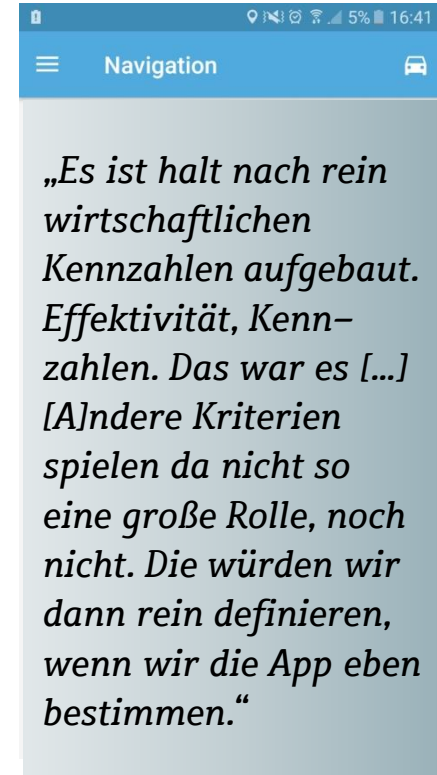 5% 16:41
Navigation
„Es ist halt nach rein
wirtschaftlichen
Kennzahlen aufgebaut.
Effektivität, Kenn–
zahlen. Das war es [...]
[A]ndere Kriterien
spielen da nicht so
eine große Rolle, noch
nicht. Die würden wir
dann rein definieren,
wenn wir die App eben
bestimmen.“